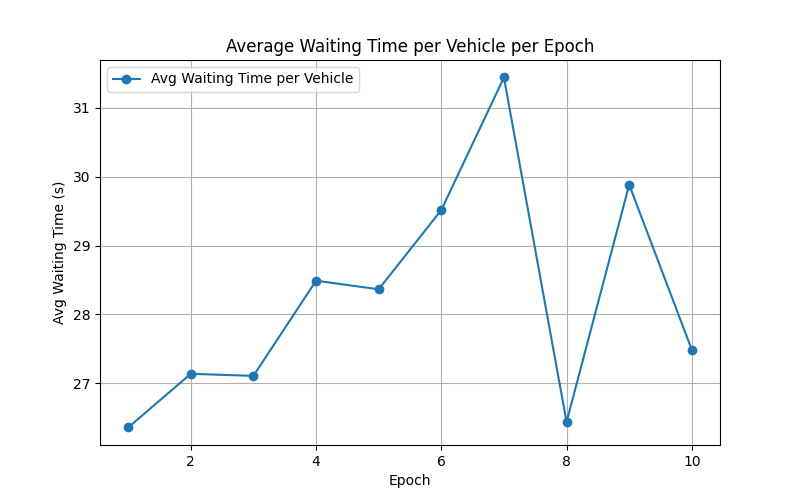 Average Waiting Time per Vehicle per Epoch
Avg Waiting Time per Vehicle
Avg Waiting Time (s)
31
30
29
28
27
2 4 6 8 10
Epoch